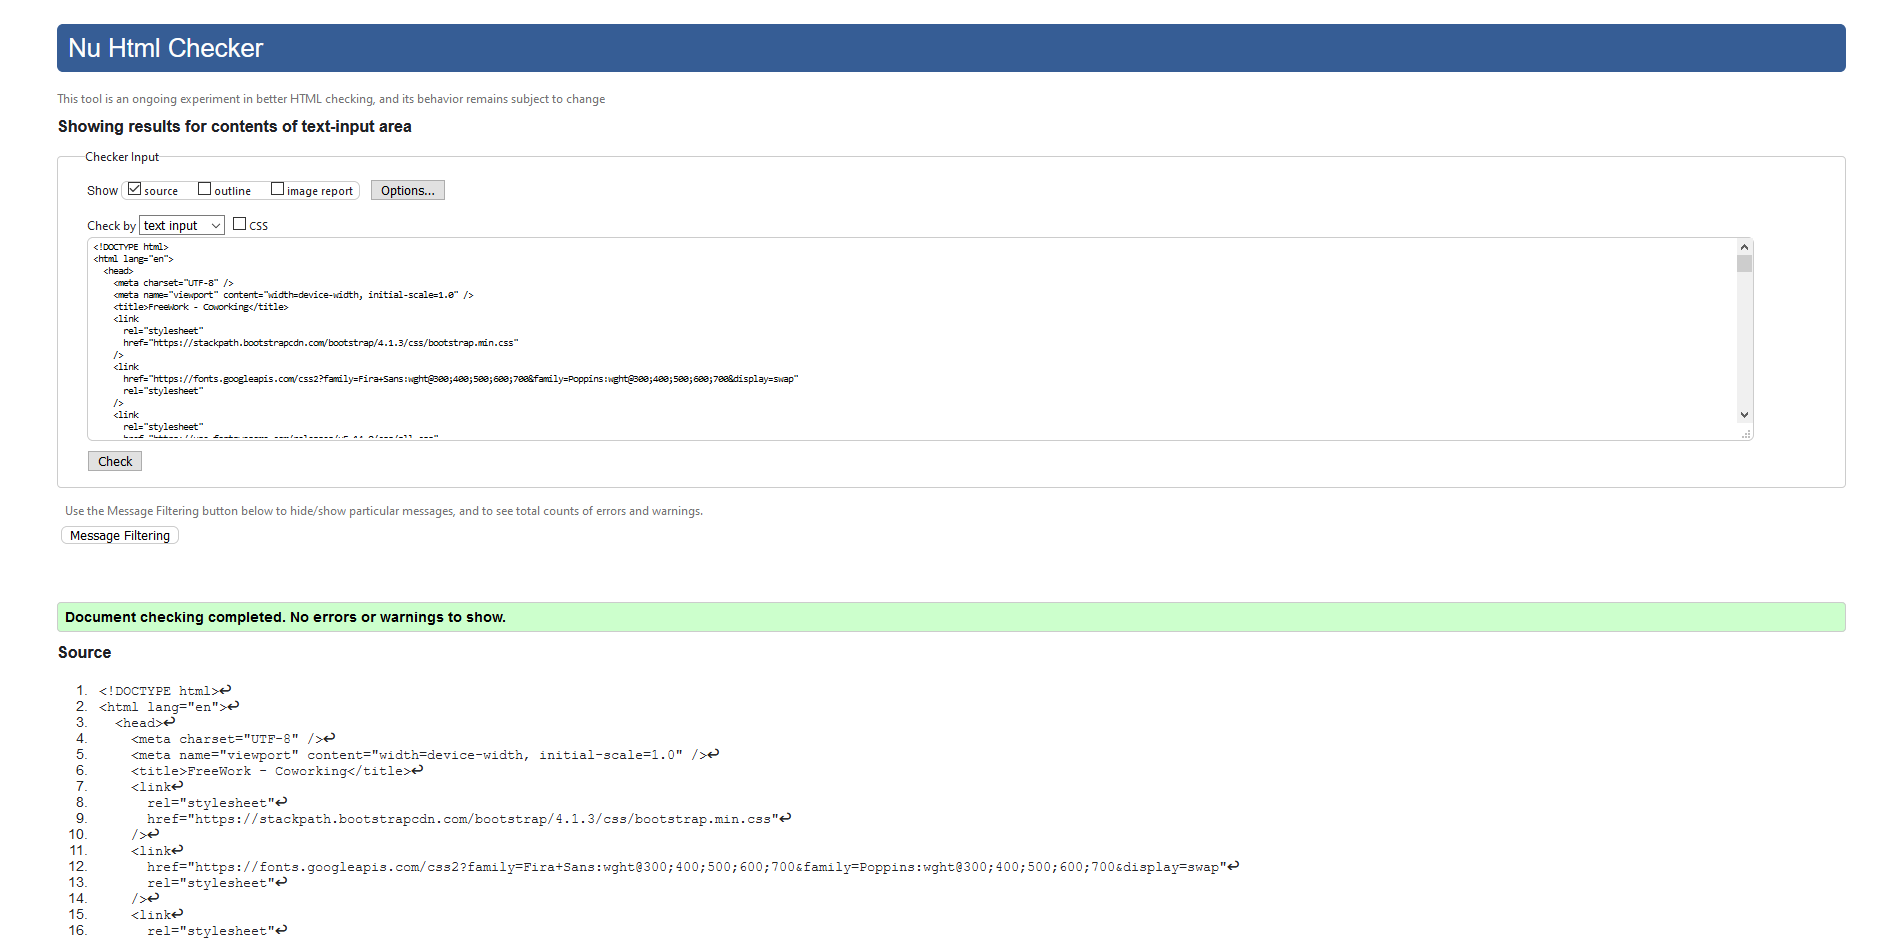 Nu Html Checker
This tool is an ongoing experiment in better HTML checking, and its behavior remains subject to change
Showing results for contents of text-input area
Checker Input
Show source outline image report Options...
Check by text input CSS
<!DOCTYPE html>
<html lang="en">
<head>
<meta charset="UTF-8" />
<meta name="viewport" content="width=device-width, initial-scale=1.0" />
<title>FreeWork - Coworking</title>
<link
rel="stylesheet"
href="https://stackpath.bootstrapcdn.com/bootstrap/4.1.3/css/bootstrap.min.css"
/>
<link
href="https://fonts.googleapis.com/css2?family=Fira+Sans:wght@300;400;500;600;700&family=Poppins:wght@300;400;500;600;700&display=swap"
rel="stylesheet"
/>
<link
rel="stylesheet"
Check
Use the Message Filtering button below to hide/show particular messages, and to see total counts of errors and warnings.
Message Filtering
Document checking completed. No errors or warnings to show.
Source
1. <!DOCTYPE html>↩
2. <html lang="en">↩
3. <head>↩
4. <meta charset="UTF-8" />↩
5. <meta name="viewport" content="width=device-width, initial-scale=1.0" />↩
6. <title>FreeWork - Coworking</title>↩
7. <link↩
8. rel="stylesheet"↩
9. href="https://stackpath.bootstrapcdn.com/bootstrap/4.1.3/css/bootstrap.min.css"↩
10. />↩
11. <link↩
12. href="https://fonts.googleapis.com/css2?family=Fira+Sans:wght@300;400;500;600;700&family=Poppins:wght@300;400;500;600;700&display=swap"↩
13. rel="stylesheet"↩
14. />↩
15. <link↩
16. rel="stylesheet"↩